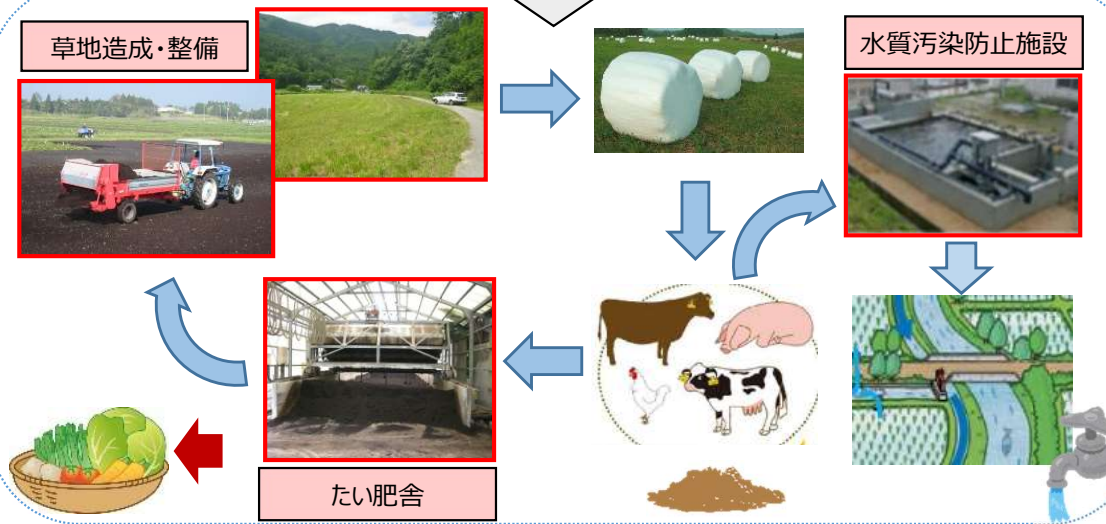 草地造成・整備
水質汚染防止施設
たい肥舎